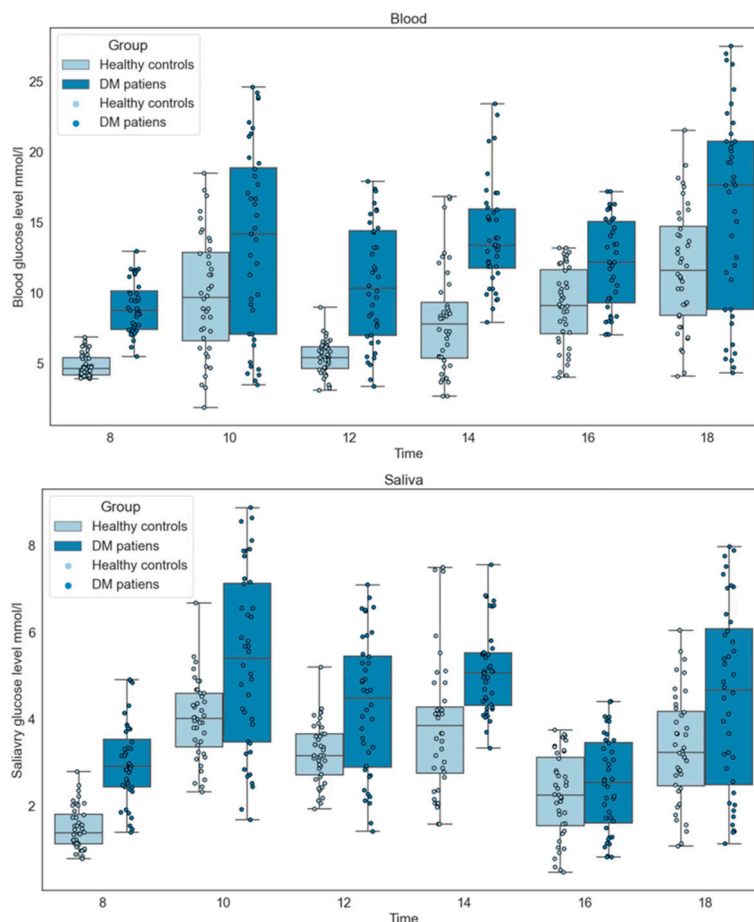 Blood
Group
Healthy controls
DM patiens
Healthy controls
DM patiens
Blood glucose level mmol/l
25
20
15
10
5
8 10 12 14 16 18
Time
Saliva
Group
Healthy controls
DM patiens
Healthy controls
DM patiens
Saliavry glucose level mmol/l
8
6
4
2
8 10 12 14 16 18
Time